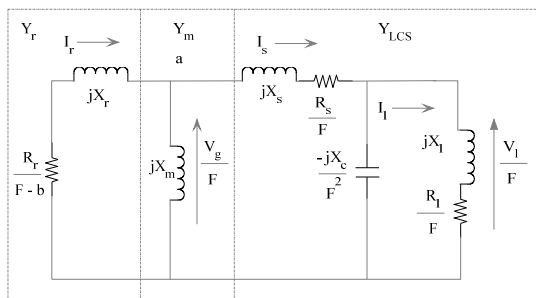 Y_r
Y_m
Y_LCS
I_r
a
I_s
jX_r
jX_s
R_s
F
I_l
jX_l
V_l
F
R_r
F - b
jX_m
V_g
F
-jX_c
F^2
R_l
F